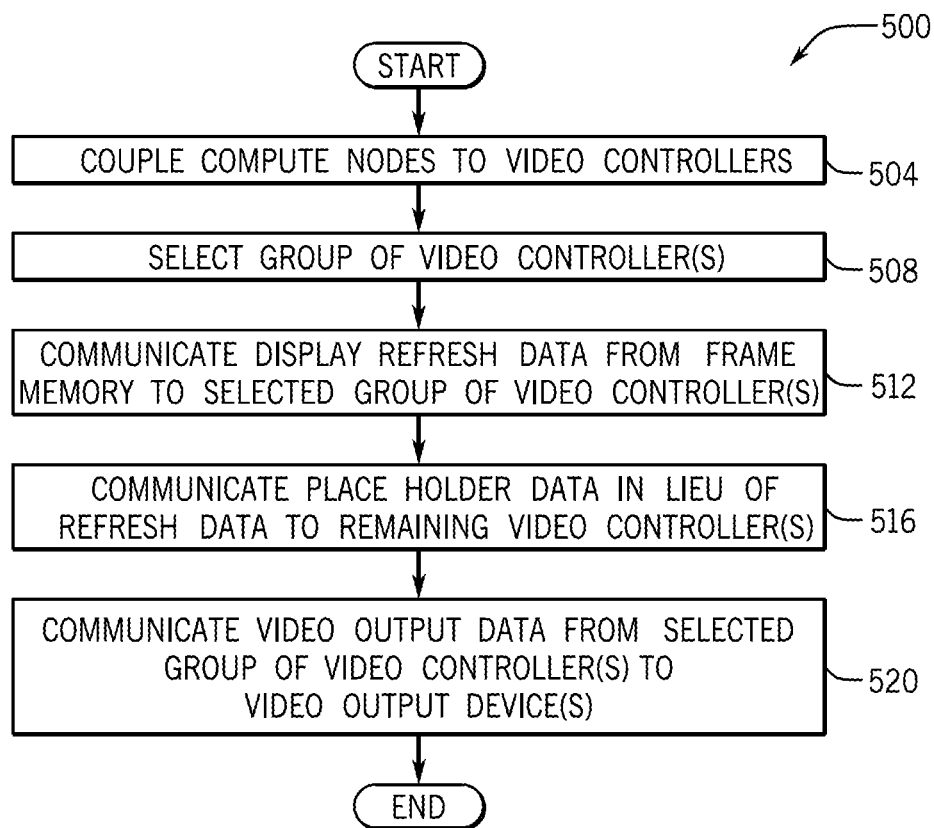 500
START
COUPLE COMPUTE NODES TO VIDEO CONTROLLERS
504
SELECT GROUP OF VIDEO CONTROLLER(S)
508
COMMUNICATE DISPLAY REFRESH DATA FROM FRAME
MEMORY TO SELECTED GROUP OF VIDEO CONTROLLER(S)
512
COMMUNICATE PLACE HOLDER DATA IN LIEU OF
REFRESH DATA TO REMAINING VIDEO CONTROLLER(S)
516
COMMUNICATE VIDEO OUTPUT DATA FROM SELECTED
GROUP OF VIDEO CONTROLLER(S) TO
VIDEO OUTPUT DEVICE(S)
520
END